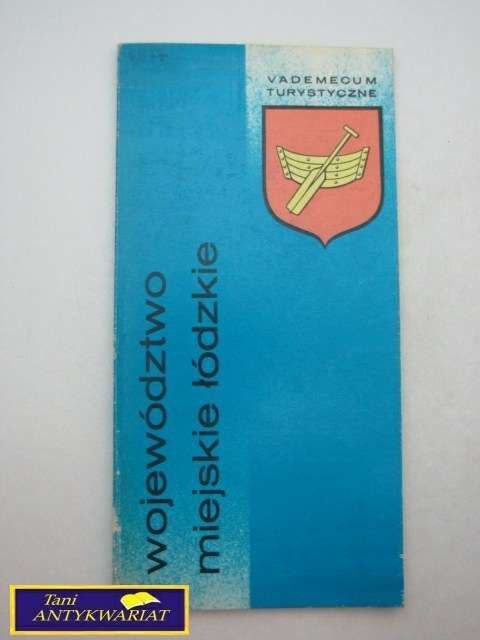 VADEMECUM
TURYSTYCZNE
województwo
miejskie łódzkie
Tani
ANTYKWARIAT